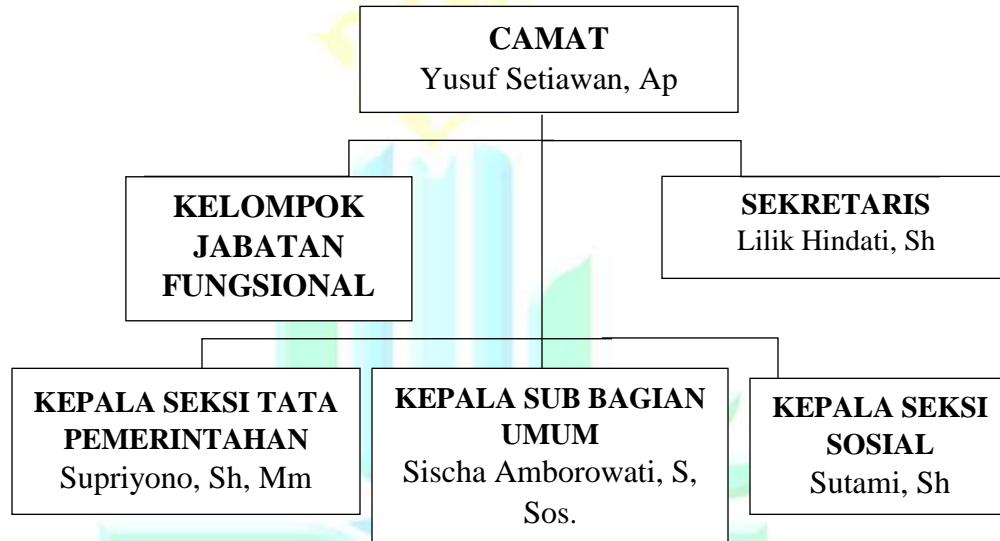 CAMAT
Yusuf Setiawan, Ap
KELOMPOK
JABATAN
FUNGSIONAL
SEKRETARIS
Lilik Hindati, Sh
KEPALA SEKSI TATA
PEMERINTAHAN
Supriyono, Sh, Mm
KEPALA SUB BAGIAN
UMUM
Sischa Amborowati, S,
Sos.
KEPALA SEKSI
SOSIAL
Sutami, Sh